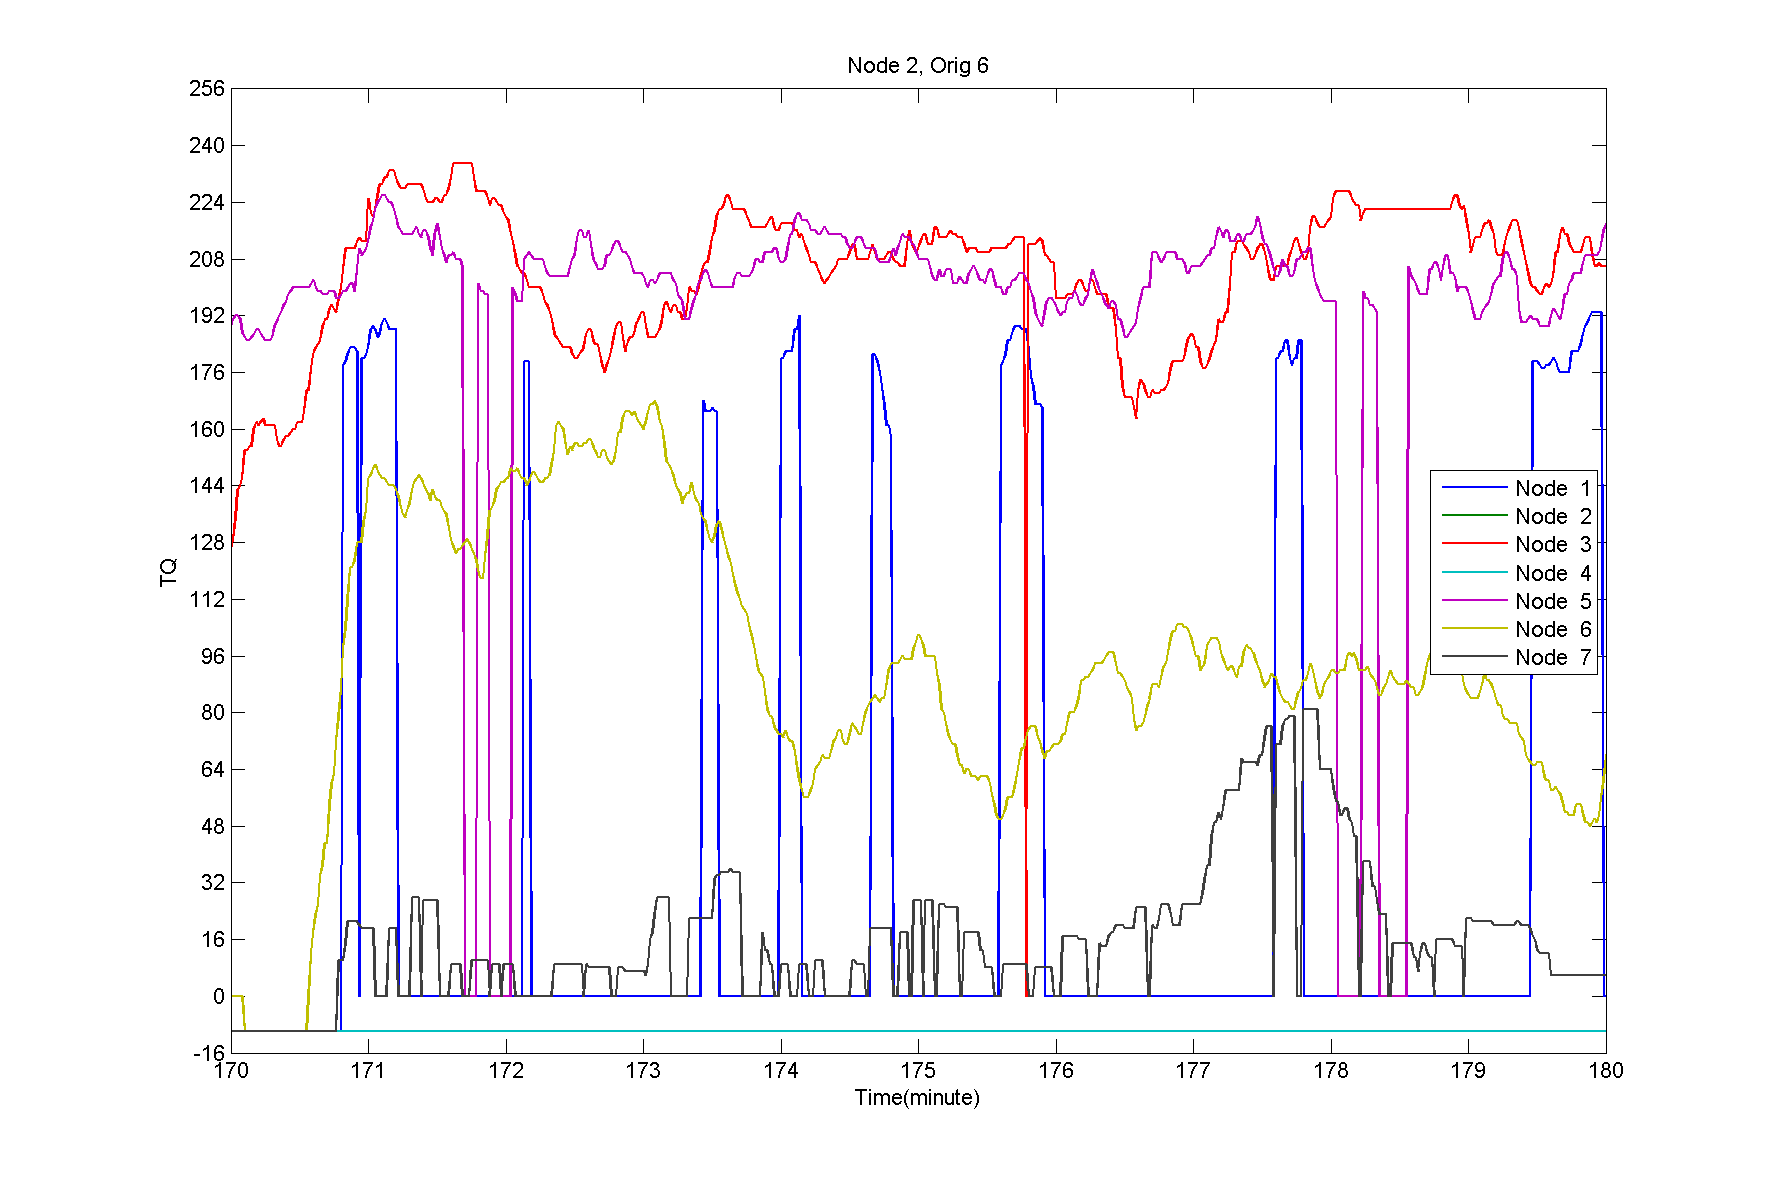 Node 2, Orig 6
256
240
224
208
192
176
160
144
128
112
96
80
64
48
32
16
0
-16
TQ
Node 1
Node 2
Node 3
Node 4
Node 5
Node 6
Node 7
170 171 172 173 174 175 176 177 178 179 180
Time(minute)